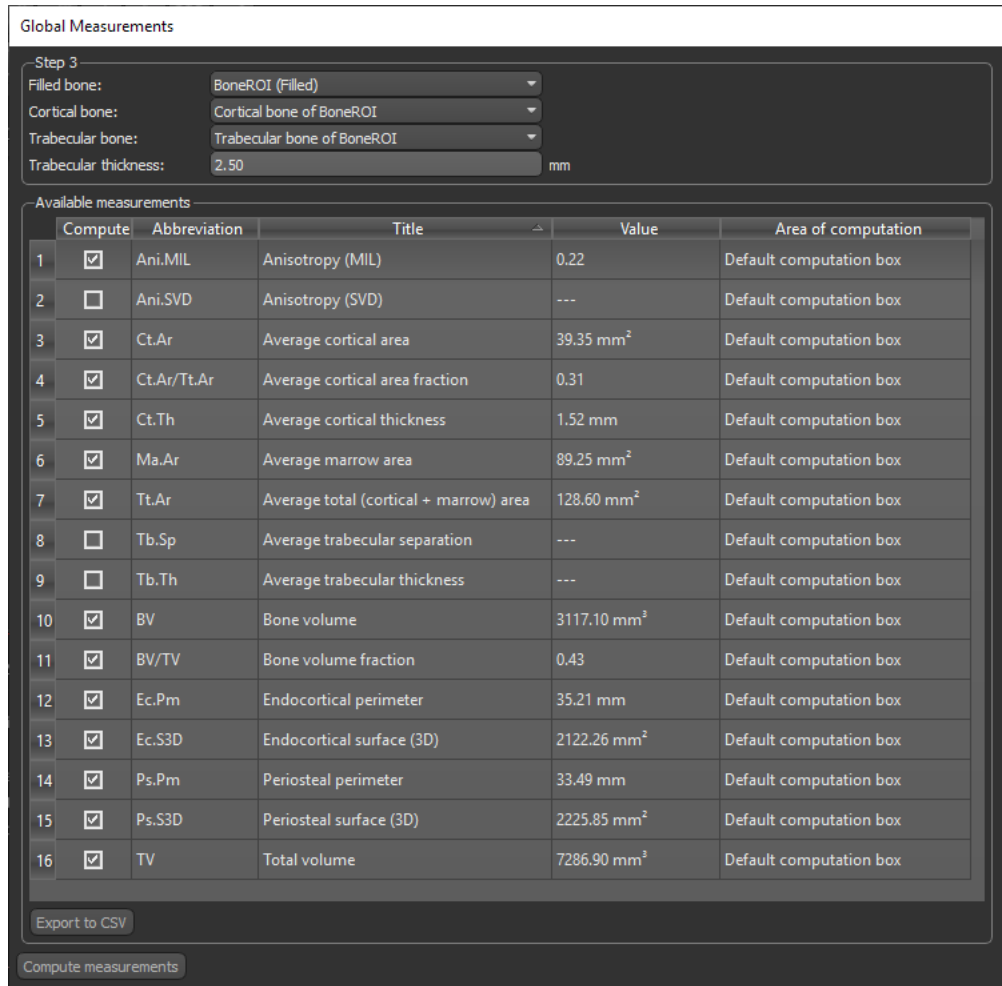 Global Measurements
Step 3
Filled bone: BoneROI (Filled)
Cortical bone: Cortical bone of BoneROI
Trabecular bone: Trabecular bone of BoneROI
Trabecular thickness: 2.50 mm
Available measurements
Compute Abbreviation Title Value Area of computation
1 Ani.MIL Anisotropy (MIL) 0.22 Default computation box
2 Ani.SVD Anisotropy (SVD) --- Default computation box
3 Ct.Ar Average cortical area 39.35 mm² Default computation box
4 Ct.Ar/Tt.Ar Average cortical area fraction 0.31 Default computation box
5 Ct.Th Average cortical thickness 1.52 mm Default computation box
6 Ma.Ar Average marrow area 89.25 mm² Default computation box
7 Tt.Ar Average total (cortical + marrow) area 128.60 mm² Default computation box
8 Tb.Sp Average trabecular separation --- Default computation box
9 Tb.Th Average trabecular thickness --- Default computation box
10 BV Bone volume 3117.10 mm³ Default computation box
11 BV/TV Bone volume fraction 0.43 Default computation box
12 Ec.Pm Endocortical perimeter 35.21 mm Default computation box
13 Ec.S3D Endocortical surface (3D) 2122.26 mm² Default computation box
14 Ps.Pm Periosteal perimeter 33.49 mm Default computation box
15 Ps.S3D Periosteal surface (3D) 2225.85 mm² Default computation box
16 TV Total volume 7286.90 mm³ Default computation box
Export to CSV
Compute measurements